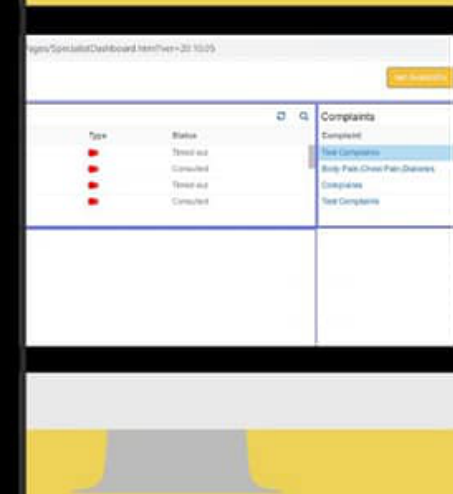 Pages/SpecialistDashboard.html?ver=20.10.05
Complaints
Type Status Complaint
Timed out Test Complaints
Consulted Body Pain,Chest Pain,Diabetes
Timed out Complaints
Consulted Test Complaints